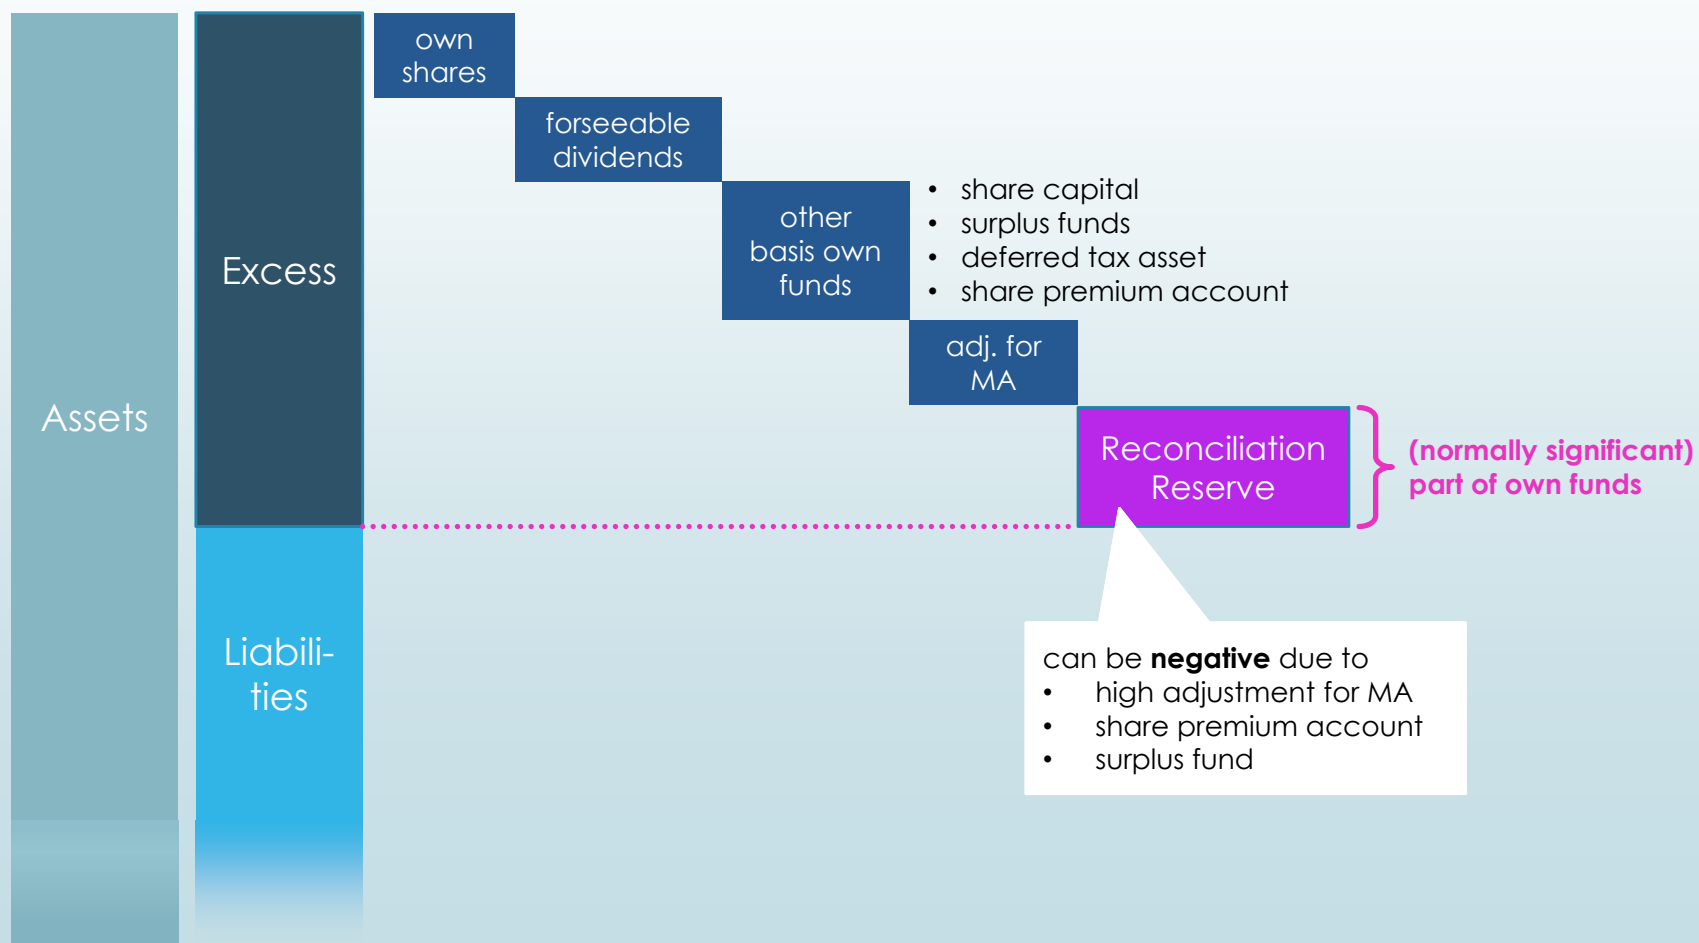 Assets
Excess
Liabili-
ties
own
shares
forseeable
dividends
other
basis own
funds
• share capital
• surplus funds
• deferred tax asset
• share premium account
adj. for
MA
Reconciliation
Reserve
(normally significant)
part of own funds
can be negative due to
• high adjustment for MA
• share premium account
• surplus fund